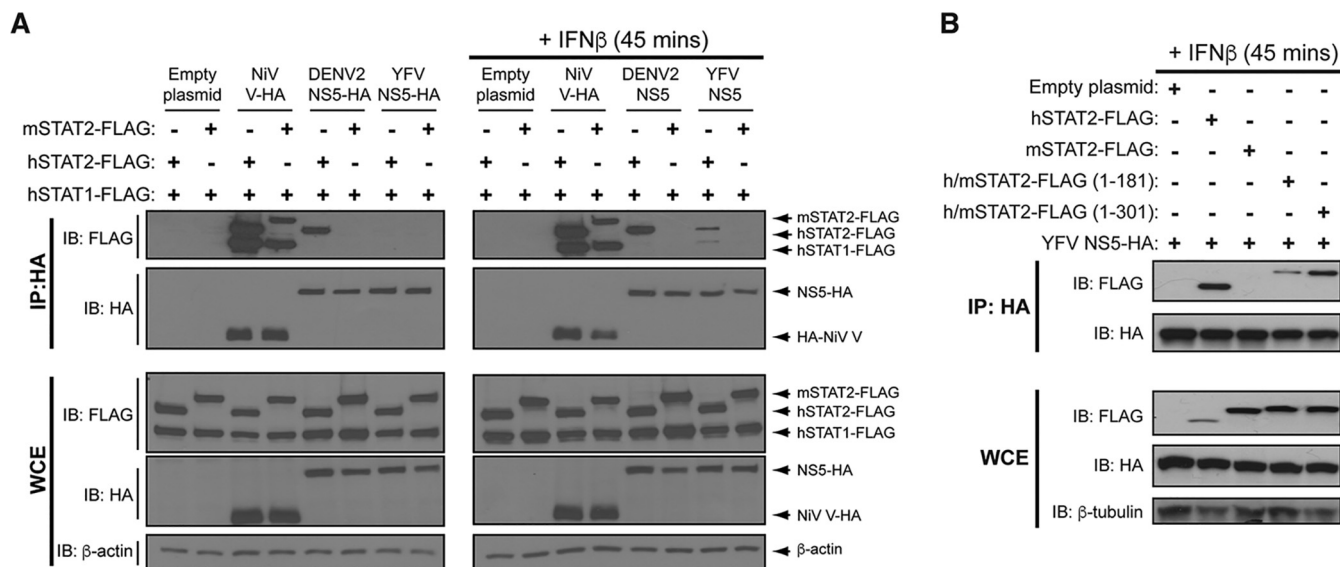 A
+ IFNβ (45 mins)
Empty plasmid
NiV V-HA
DENV2 NS5-HA
YFV NS5-HA
Empty plasmid
NiV V-HA
DENV2 NS5
YFV NS5
mSTAT2-FLAG: - + - + - + - + - + - + - + - +
hSTAT2-FLAG: + - + - + - + - + - + - + - + -
hSTAT1-FLAG: + + + + + + + + + + + + + + + +
IP:HA
IB: FLAG
mSTAT2-FLAG
hSTAT2-FLAG
hSTAT1-FLAG
IB: HA
NS5-HA
HA-NiV V
WCE
IB: FLAG
mSTAT2-FLAG
hSTAT2-FLAG
hSTAT1-FLAG
IB: HA
NS5-HA
NiV V-HA
IB: β-actin
β-actin
B
+ IFNβ (45 mins)
Empty plasmid: + - - - -
hSTAT2-FLAG: - + - - -
mSTAT2-FLAG: - - + - -
h/mSTAT2-FLAG (1-181): - - - + -
h/mSTAT2-FLAG (1-301): - - - - +
YFV NS5-HA: + + + + +
IP: HA
IB: FLAG
IB: HA
WCE
IB: FLAG
IB: HA
IB: β-tubulin